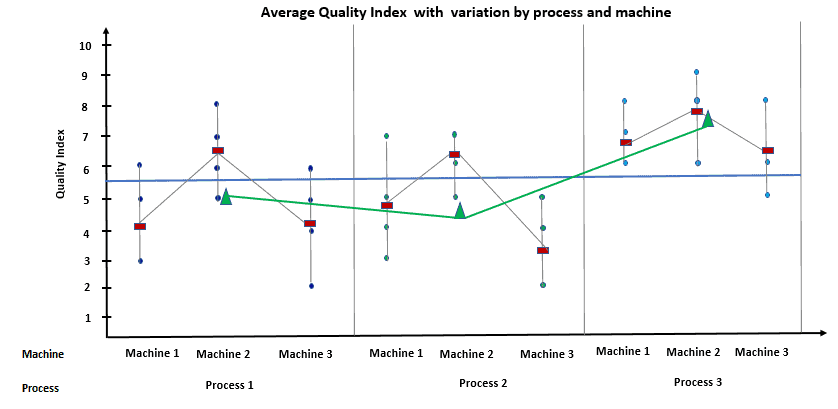 Average Quality Index with variation by process and machine
Quality Index
10
9
8
7
6
5
4
3
2
1
Machine Machine 1 Machine 2 Machine 3 Machine 1 Machine 2 Machine 3 Machine 1 Machine 2 Machine 3
Process Process 1 Process 2 Process 3